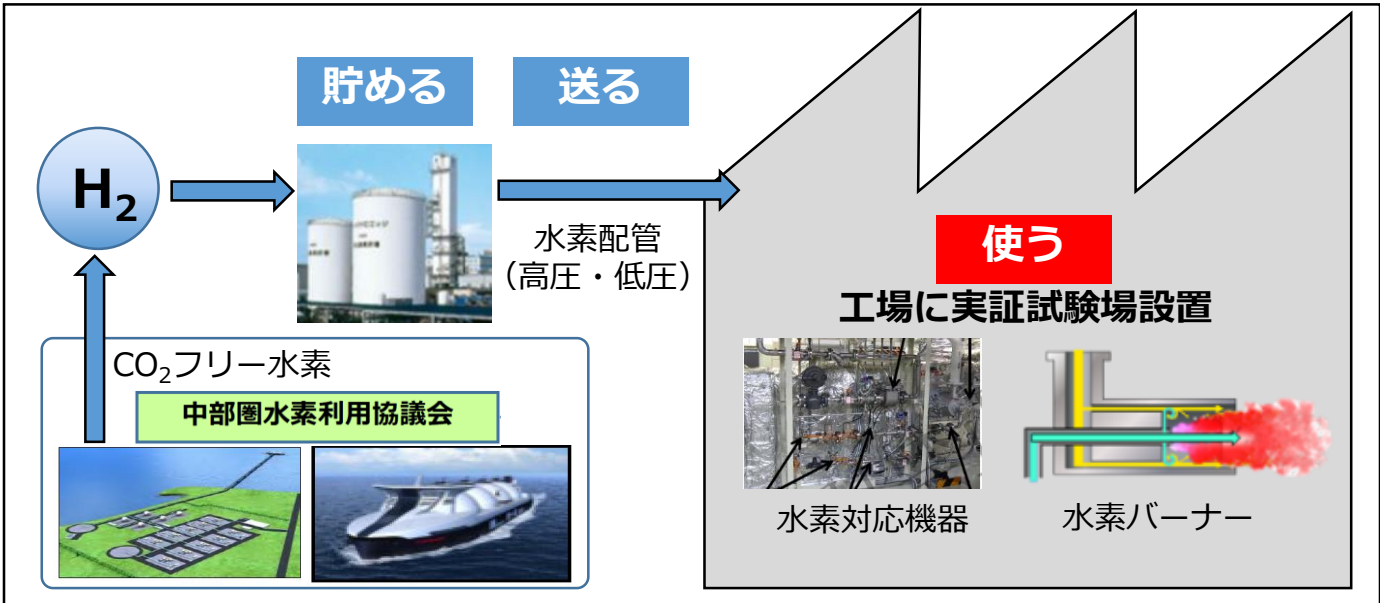 貯める
送る
H₂
水素配管
（高圧・低圧）
使う
工場に実証試験場設置
CO₂フリー水素
中部圏水素利用協議会
水素対応機器
水素バーナー